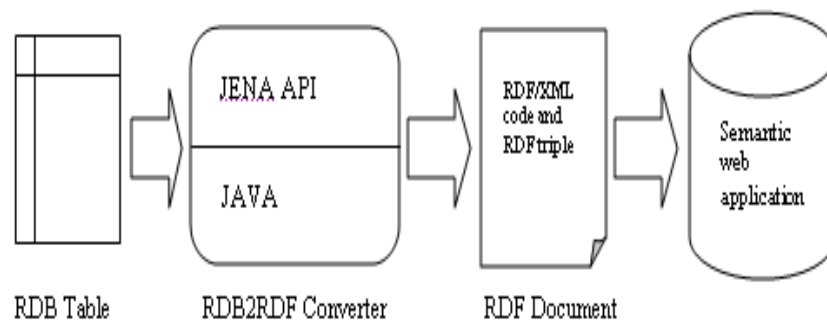 JENA API
JAVA
RDF/XML
code and
RDF triple
Semantic
web
application
RDB Table
RDB2RDF Converter
RDF Document